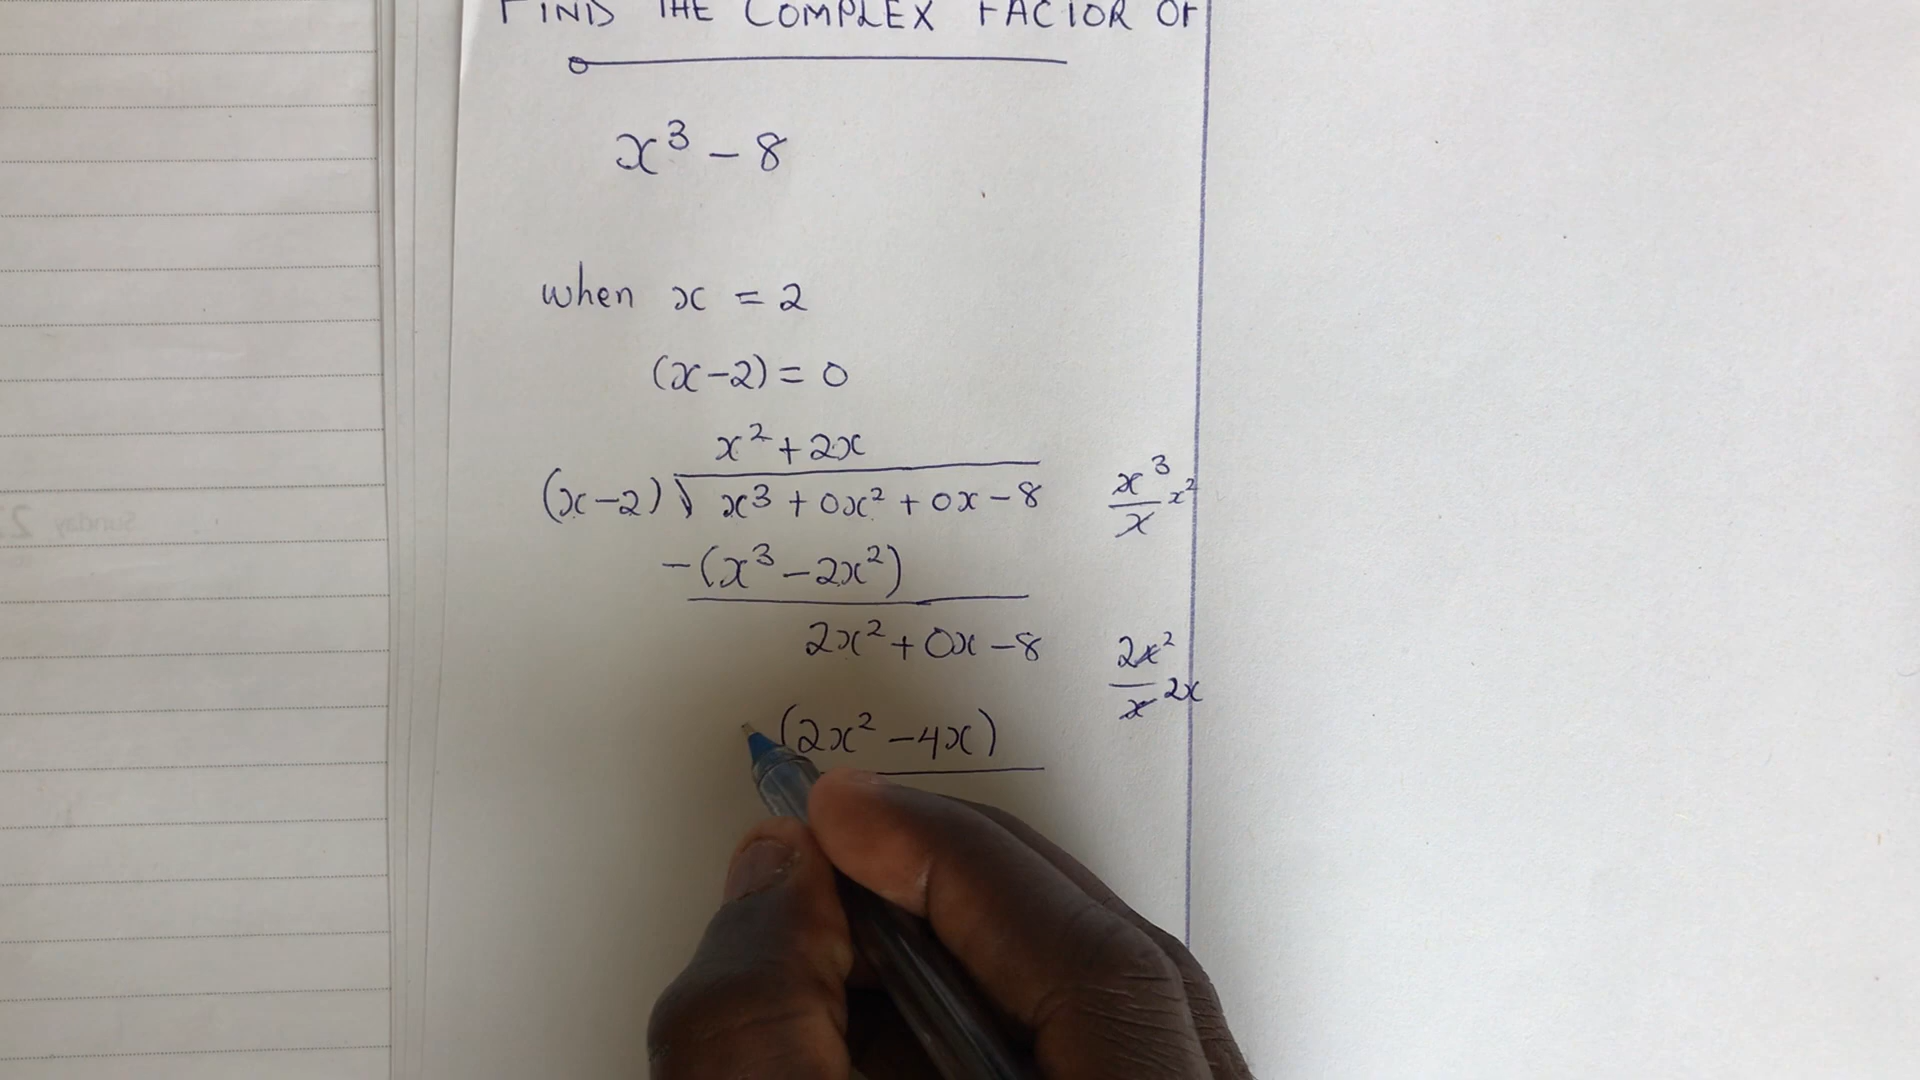 FIND THE COMPLEX FACTOR OF
x³ - 8
when x = 2
(x-2) = 0
x² + 2x
(x-2) √ x³ + 0x² + 0x - 8
x³/x x²
-(x³ - 2x²)
2x² + 0x - 8
2x²/x 2x
(2x² - 4x)
Sunday